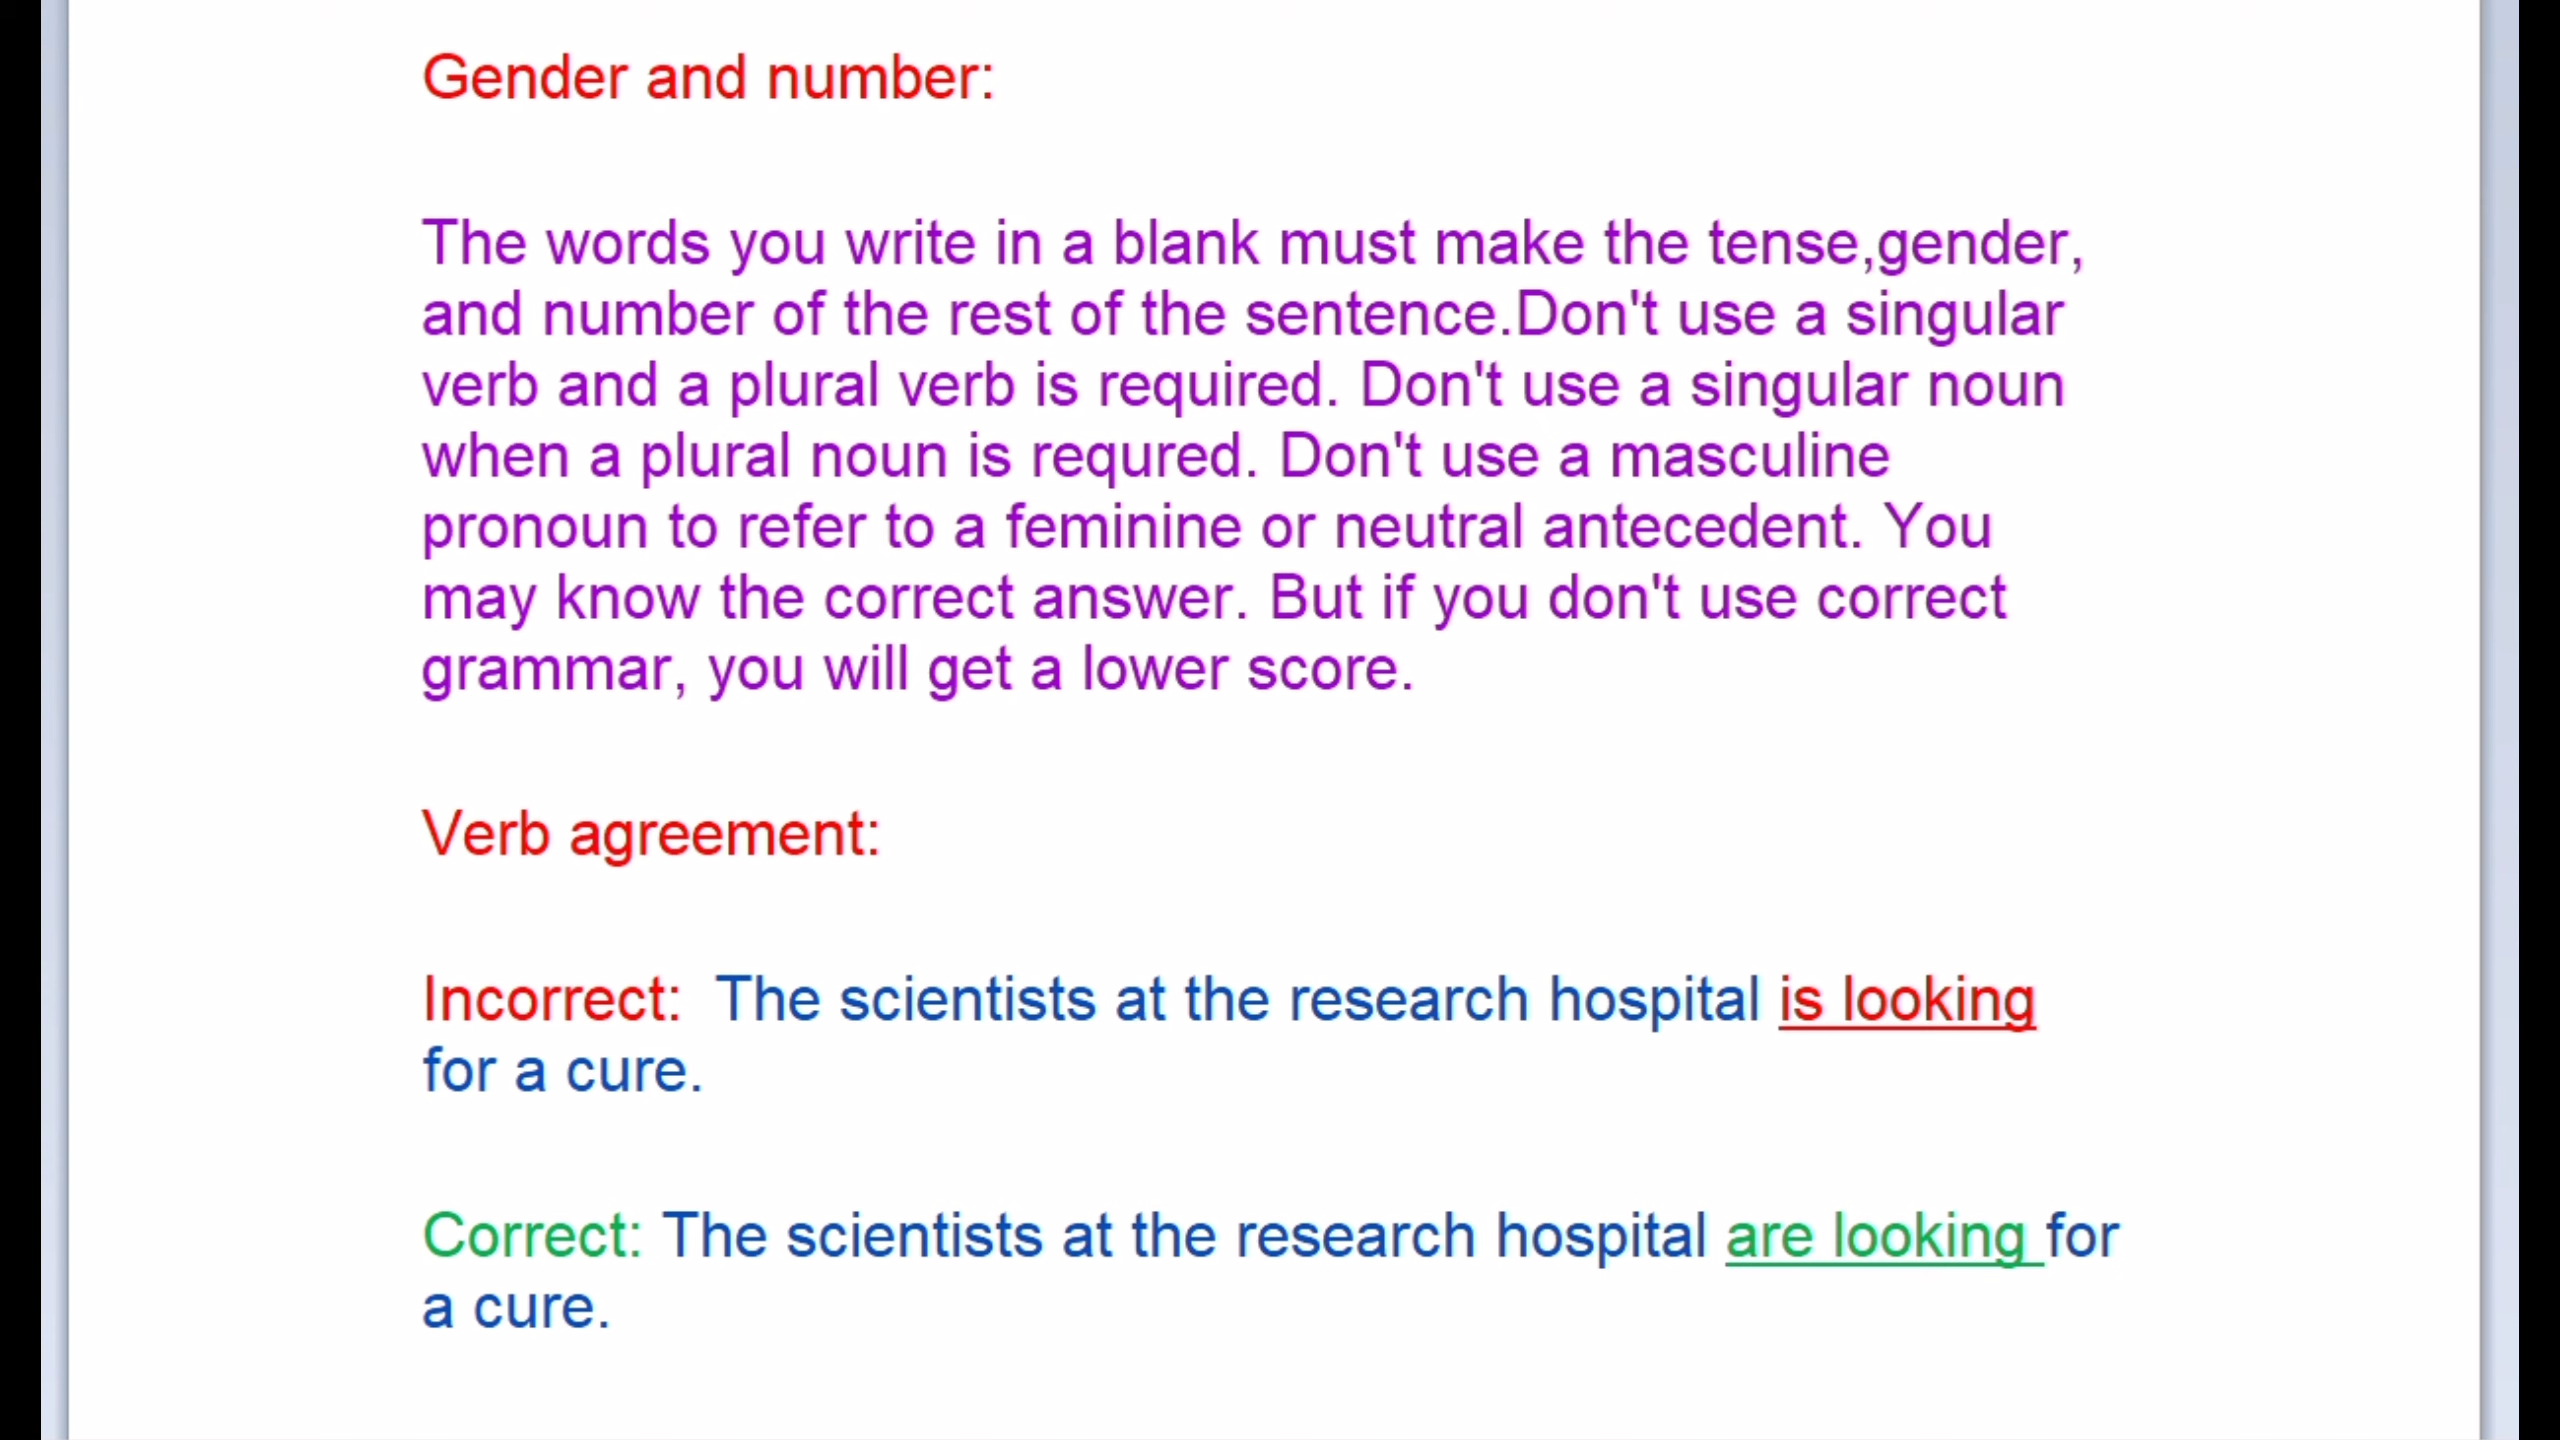 Gender and number:
The words you write in a blank must make the tense,gender,
and number of the rest of the sentence.Don't use a singular
verb and a plural verb is required. Don't use a singular noun
when a plural noun is requred. Don't use a masculine
pronoun to refer to a feminine or neutral antecedent. You
may know the correct answer. But if you don't use correct
grammar, you will get a lower score.
Verb agreement:
Incorrect:  The scientists at the research hospital is looking
for a cure.
Correct: The scientists at the research hospital are looking for
a cure.